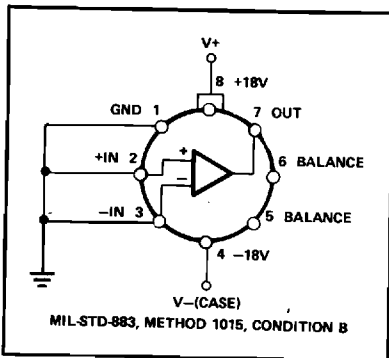 V+
8 +18V
GND 1
7 OUT
+IN 2
+
6 BALANCE
−
−IN 3
5 BALANCE
4 −18V
V−(CASE)
MIL-STD-883, METHOD 1015, CONDITION B